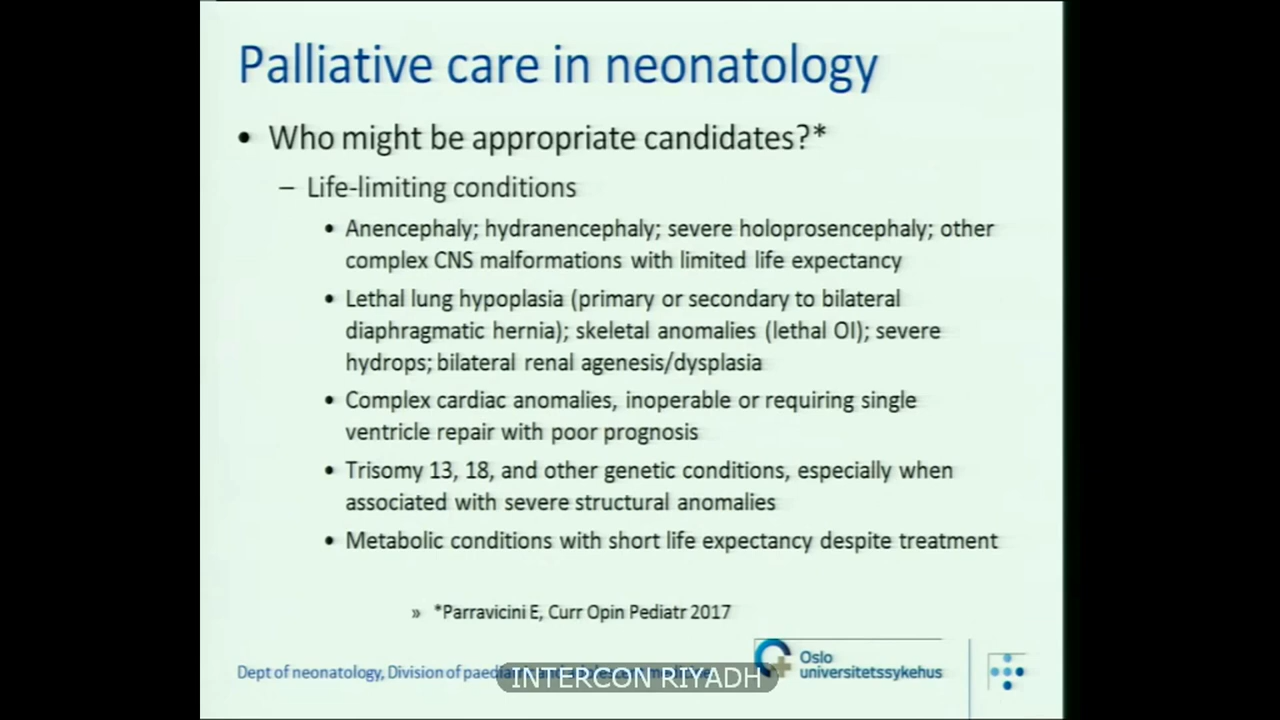 Palliative care in neonatology
• Who might be appropriate candidates?*
– Life-limiting conditions
• Anencephaly; hydranencephaly; severe holoprosencephaly; other
complex CNS malformations with limited life expectancy
• Lethal lung hypoplasia (primary or secondary to bilateral
diaphragmatic hernia); skeletal anomalies (lethal OI); severe
hydrops; bilateral renal agenesis/dysplasia
• Complex cardiac anomalies, inoperable or requiring single
ventricle repair with poor prognosis
• Trisomy 13, 18, and other genetic conditions, especially when
associated with severe structural anomalies
• Metabolic conditions with short life expectancy despite treatment
» *Parravicini E, Curr Opin Pediatr 2017
Oslo
universitetssykehus
Dept of neonatology, Division of
INTERCON RIYADH